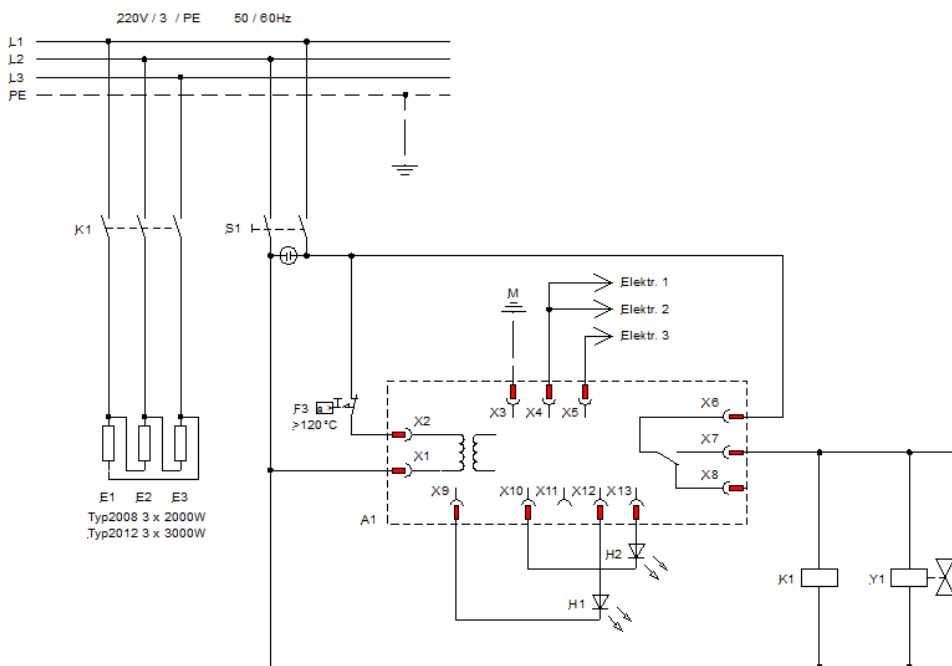 220V / 3 / PE 50 / 60Hz
L1
L2
L3
PE
K1
S1
Elektr. 1
M
Elektr. 2
Elektr. 3
F3
>120°C
X3 X4 X5
X6
X2
X7
X1
X8
X9 X10 X11 X12 X13
A1
E1 E2 E3
Typ2008 3 x 2000W
Typ2012 3 x 3000W
H2
K1
Y1
H1